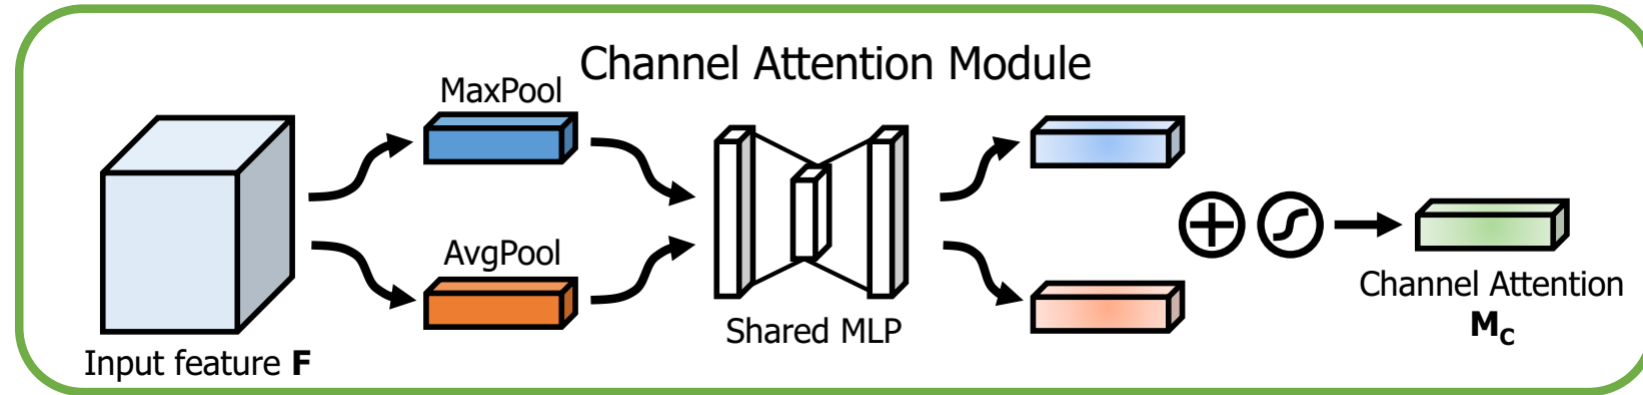 Channel Attention Module
MaxPool
AvgPool
Shared MLP
Input feature F
Channel Attention
Mc